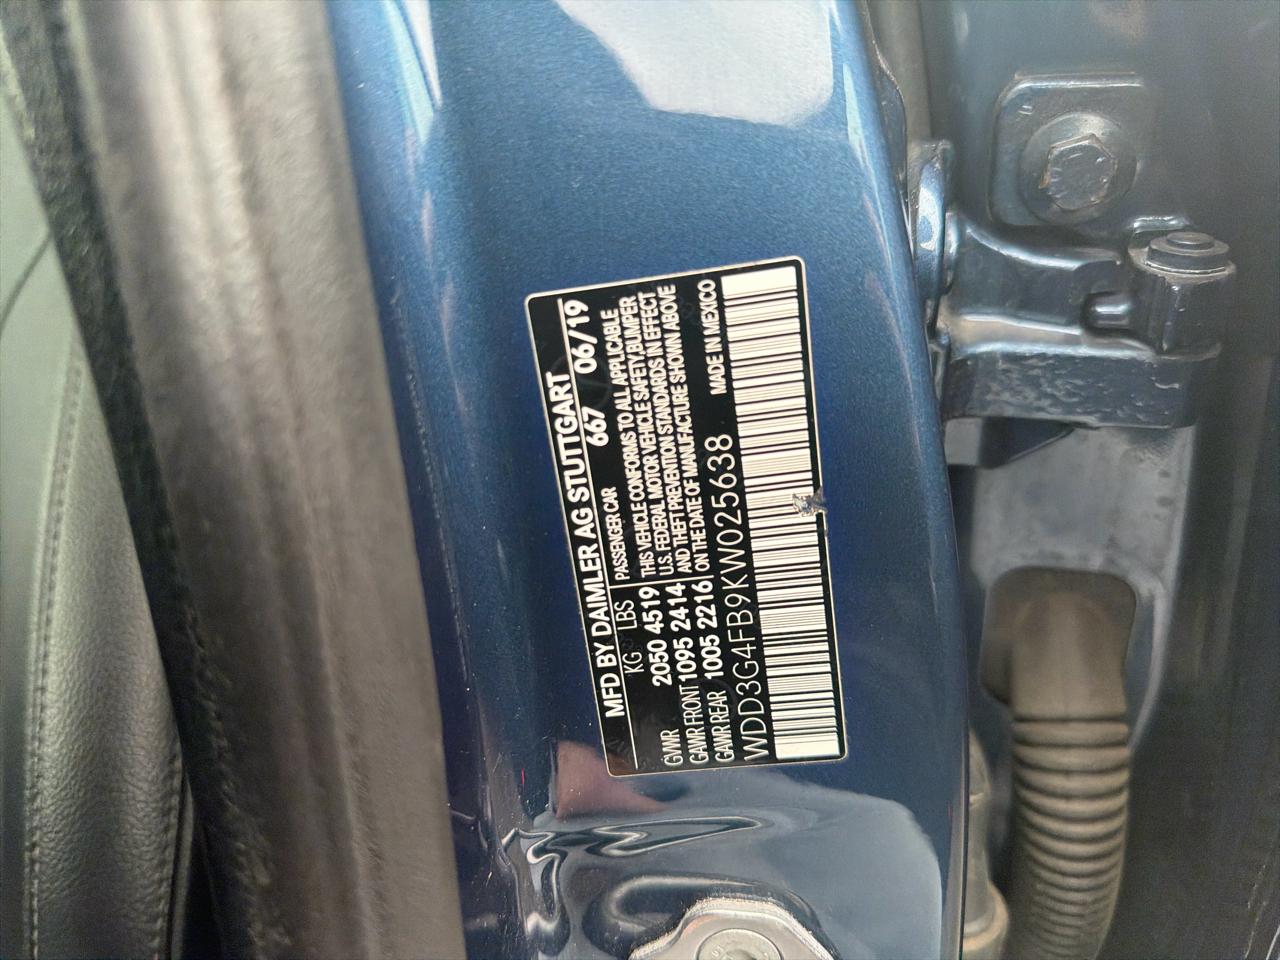 MFD BY DAIMLER AG STUTTGART
KG LBS PASSENGER CAR 667 06/19
GVWR 2050 4519 THIS VEHICLE CONFORMS TO ALL APPLICABLE
GAWR FRONT 1095 2414 U.S. FEDERAL MOTOR VEHICLE SAFETY,BUMPER
GAWR REAR 1005 2216 AND THEFT PREVENTION STANDARDS IN EFFECT
ON THE DATE OF MANUFACTURE SHOWN ABOVE
WDD3G4FB9KW025638 MADE IN MEXICO